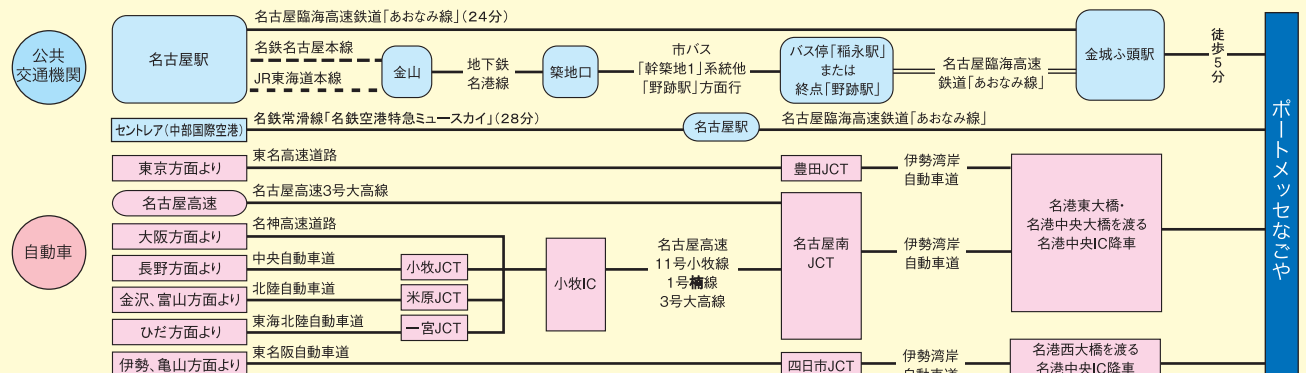 公共
交通機関
名古屋駅
名古屋臨海高速鉄道「あおなみ線」(24分)
名鉄名古屋本線
JR東海道本線
金山
地下鉄
名港線
築地口
市バス
「幹築地1」系統他
「野跡駅」方面行
バス停「稲永駅」
または
終点「野跡駅」
名古屋臨海高速
鉄道「あおなみ線」
金城ふ頭駅
徒歩5分
セントレア(中部国際空港)
名鉄常滑線「名鉄空港特急ミュースカイ」(28分)
名古屋駅
名古屋臨海高速鉄道「あおなみ線」
ポートメッセなごや
自動車
東京方面より
東名高速道路
豊田JCT
伊勢湾岸
自動車道
名古屋高速
名古屋高速3号大高線
大阪方面より
名神高速道路
長野方面より
中央自動車道
小牧JCT
金沢、富山方面より
北陸自動車道
米原JCT
ひだ方面より
東海北陸自動車道
一宮JCT
小牧IC
名古屋高速
11号小牧線
1号楠線
3号大高線
名古屋南
JCT
伊勢湾岸
自動車道
名港東大橋・
名港中央大橋を渡る
名港中央IC降車
伊勢、亀山方面より
東名阪自動車道
四日市JCT
伊勢湾岸
自動車道
名港西大橋を渡る
名港中央IC降車